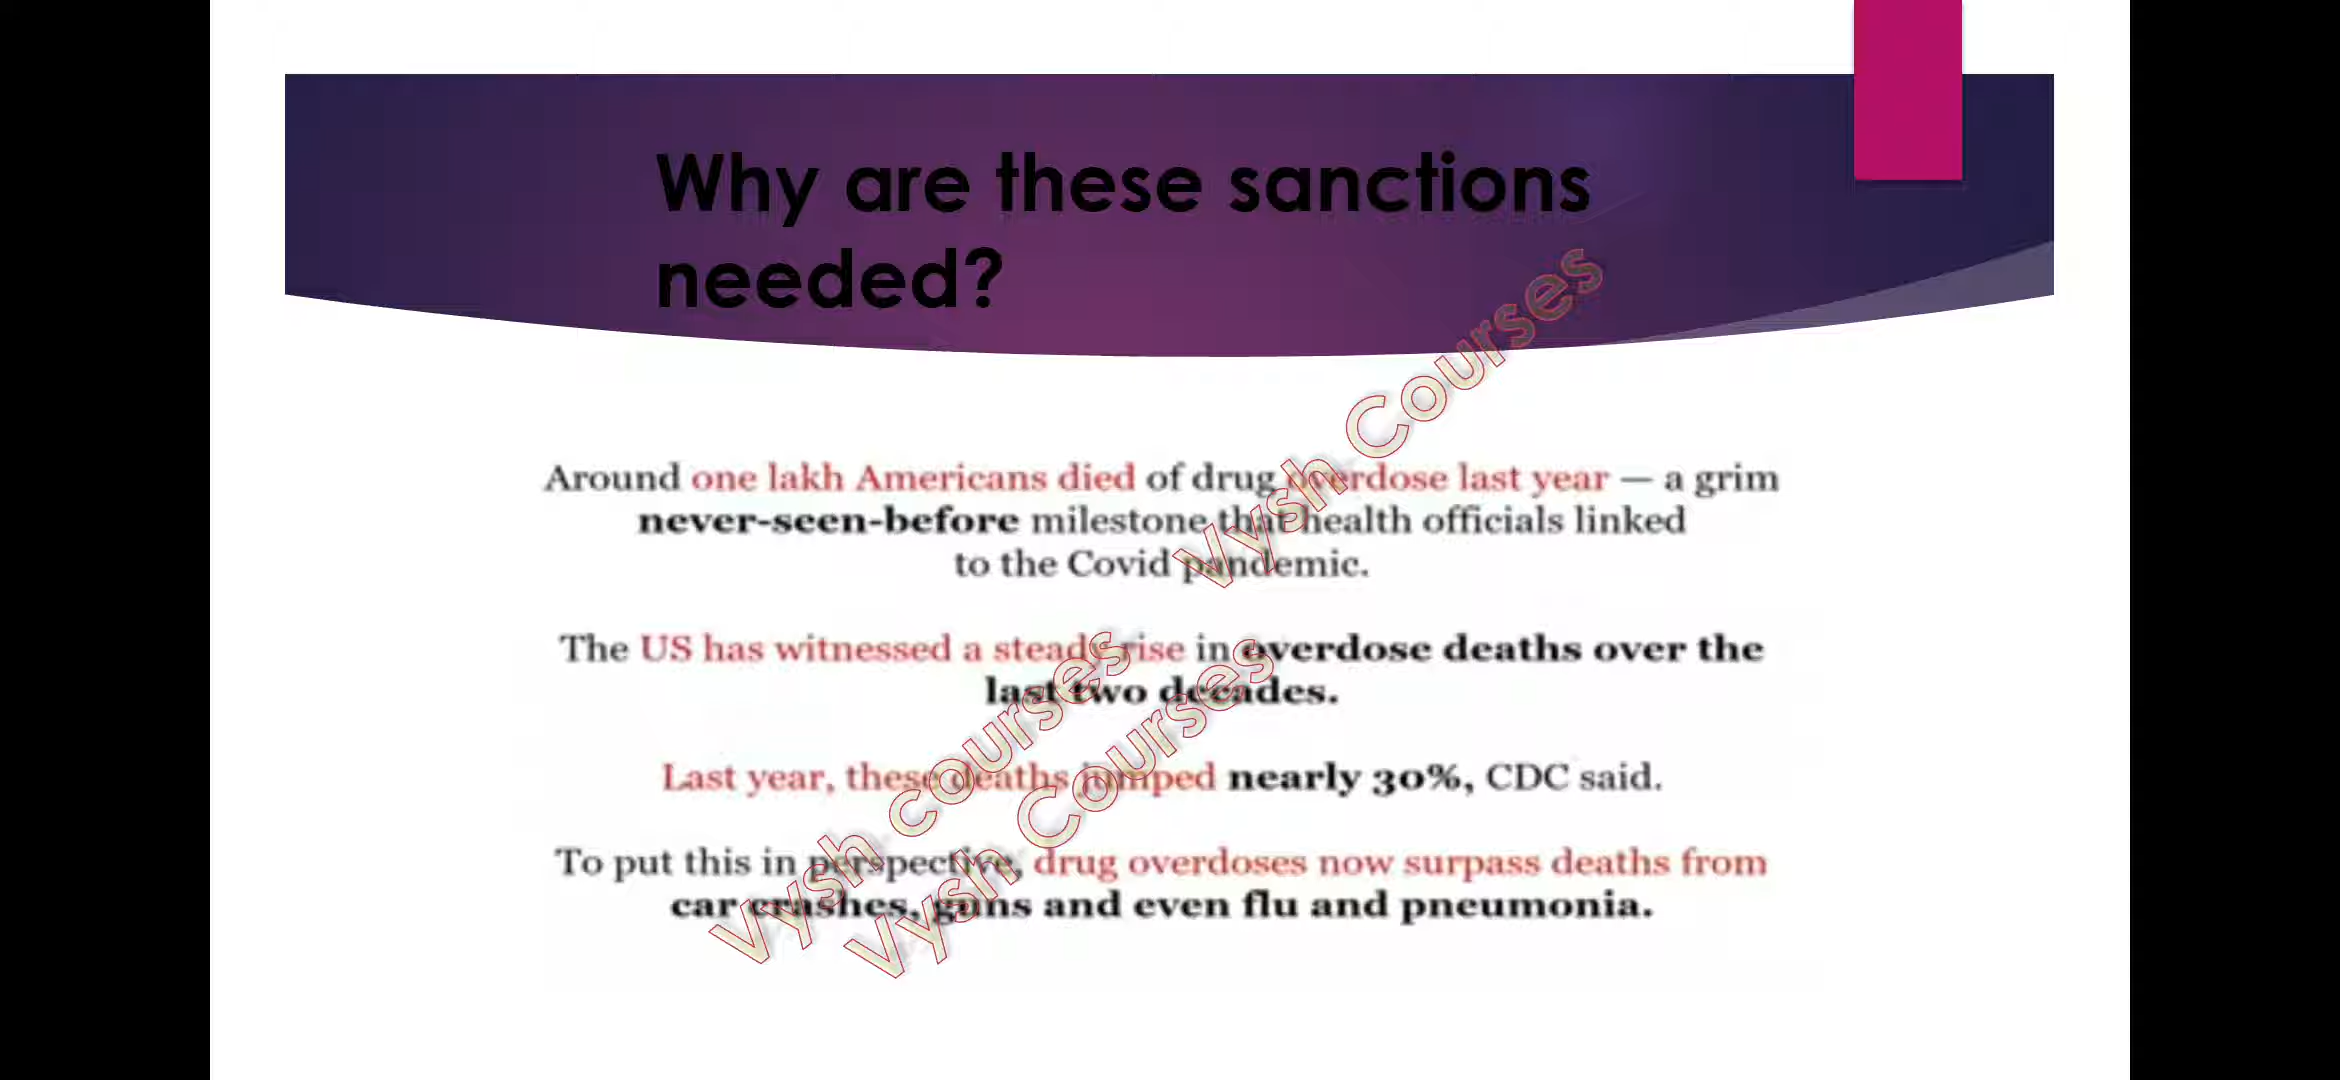 Why are these sanctions
needed?
Around one lakh Americans died of drug overdose last year — a grim
never-seen-before milestone that health officials linked
to the Covid pandemic.
The US has witnessed a steady rise in overdose deaths over the
last two decades.
Last year, these deaths jumped nearly 30%, CDC said.
To put this in perspective, drug overdoses now surpass deaths from
car crashes, guns and even flu and pneumonia.
Vysh Courses
Vysh courses
Vysh Courses